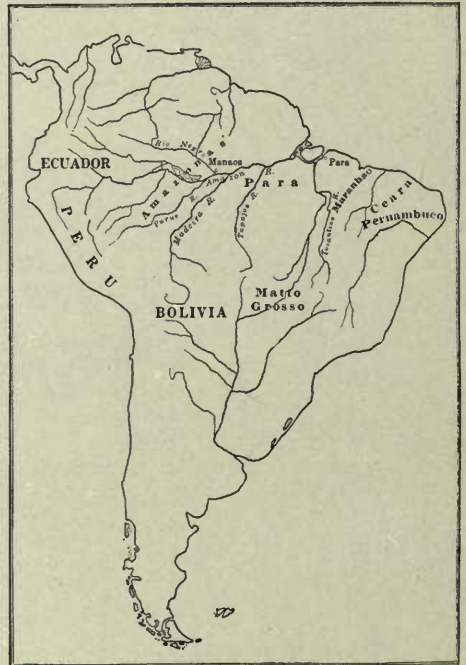 Rio Negro
Manaos
ECUADOR
Amazonas
Amazon R.
Para
Para
Maranhao
Ceara
Pernambuco
Purus R.
Madeira R.
Tapajos R.
Tocantins R.
PERU
Matto
Grosso
BOLIVIA